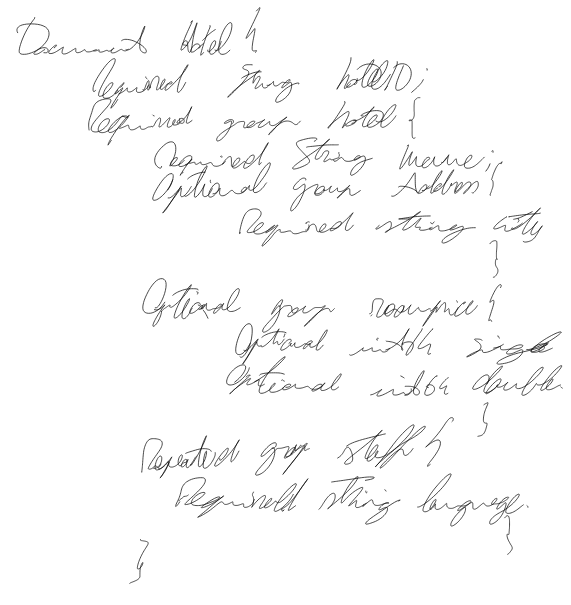 Document Hotel {
Required String hotelID;
Required group hotel {
Required String name;
Optional group Address {
Required string city
}
Optional group roomprice {
Optional int64 single
Optional int64 double
}
Repeated group staff {
Required string language.
}
}